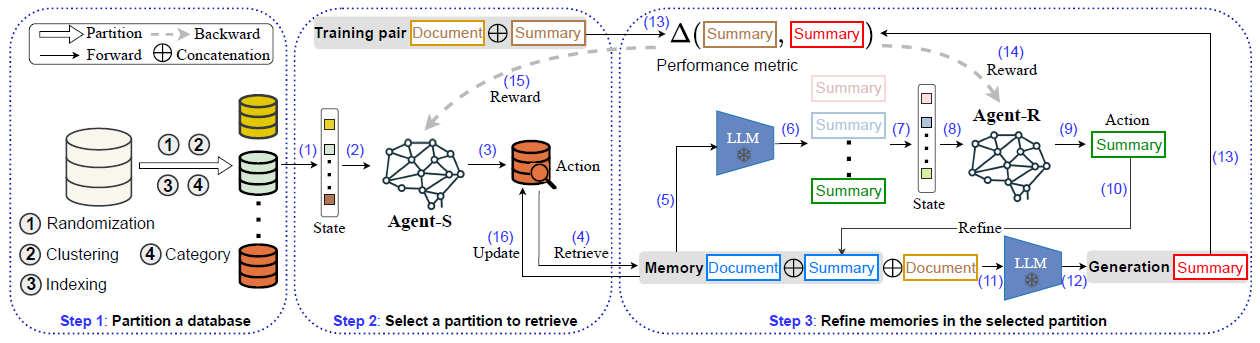 Partition
Backward
Forward
Concatenation
1 2
3 4
1 Randomization
2 Clustering
4 Category
3 Indexing
Step 1: Partition a database
(1)
Training pair Document Summary
(2)
State
Agent-S
(3)
Action
(15)
Reward
(16)
Update
(4)
Retrieve
Step 2: Select a partition to retrieve
(13)
Δ(Summary, Summary)
Performance metric
(14)
Reward
LLM
(6)
Summary
Summary
Summary
(7)
State
(8)
Agent-R
(9)
Action
Summary
(13)
(5)
(10)
Refine
Memory Document Summary Document
(11)
LLM
(12)
Generation Summary
Step 3: Refine memories in the selected partition